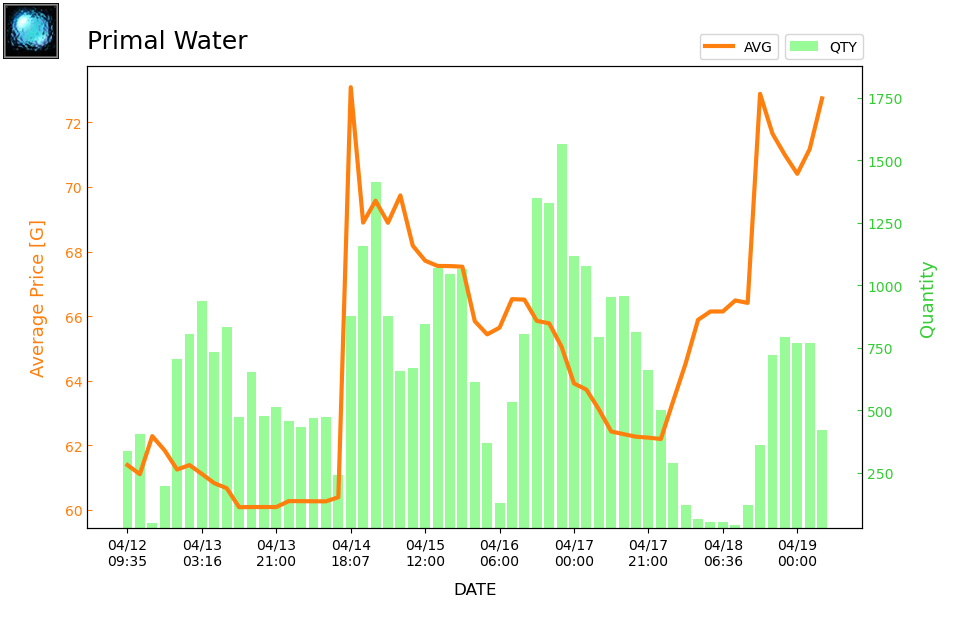 Primal Water
AVG
QTY
Average Price [G]
72
70
68
66
64
62
60
1750
1500
1250
1000
750
500
250
Quantity
04/12 04/13 04/13 04/14 04/15 04/16 04/17 04/17 04/18 04/19
09:35 03:16 21:00 18:07 12:00 06:00 00:00 21:00 06:36 00:00
DATE